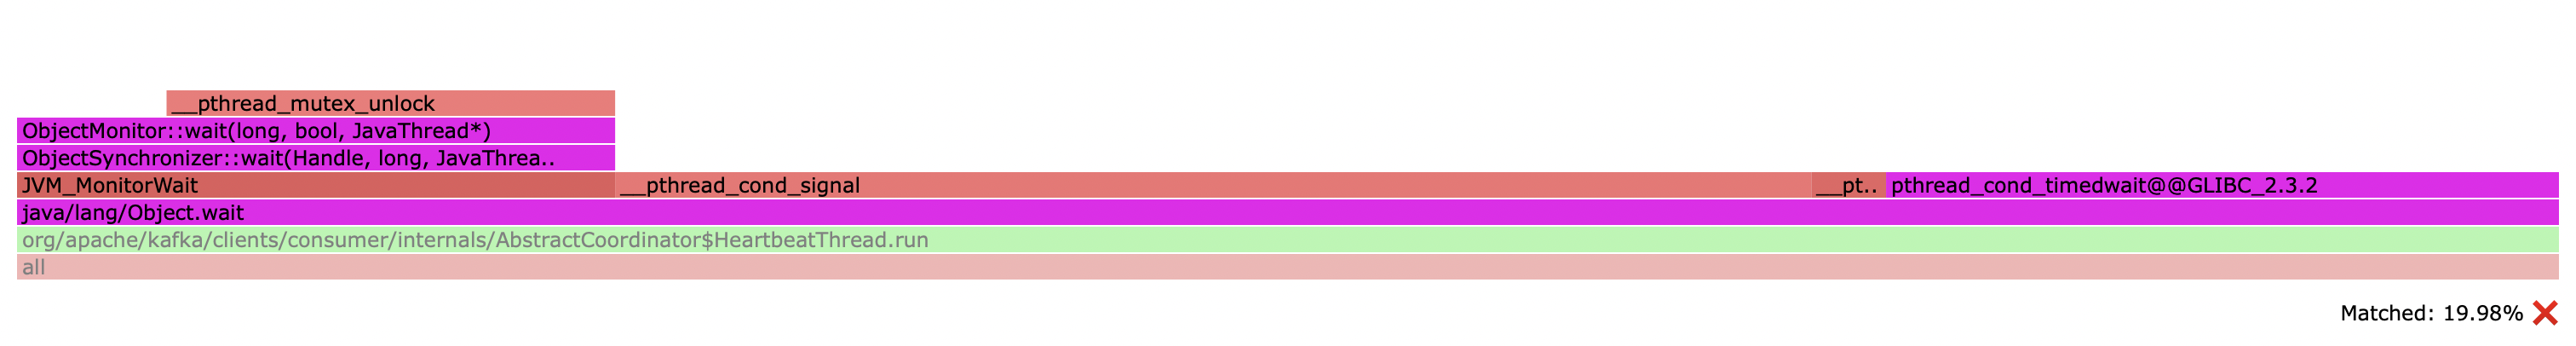 __pthread_mutex_unlock
ObjectMonitor::wait(long, bool, JavaThread*)
ObjectSynchronizer::wait(Handle, long, JavaThrea..
JVM_MonitorWait __pthread_cond_signal __pt.. pthread_cond_timedwait@@GLIBC_2.3.2
java/lang/Object.wait
org/apache/kafka/clients/consumer/internals/AbstractCoordinator$HeartbeatThread.run
all
Matched: 19.98%